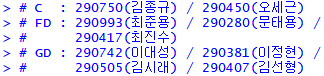 > # C  : 290750(김종규) / 290450(오세근)
> # FD : 290993(최준용) / 290280(문태용) /
> #      290417(최진수)
> # GD : 290742(이대성) / 290381(이정현) /
> #      290505(김시래) / 290407(김선형)